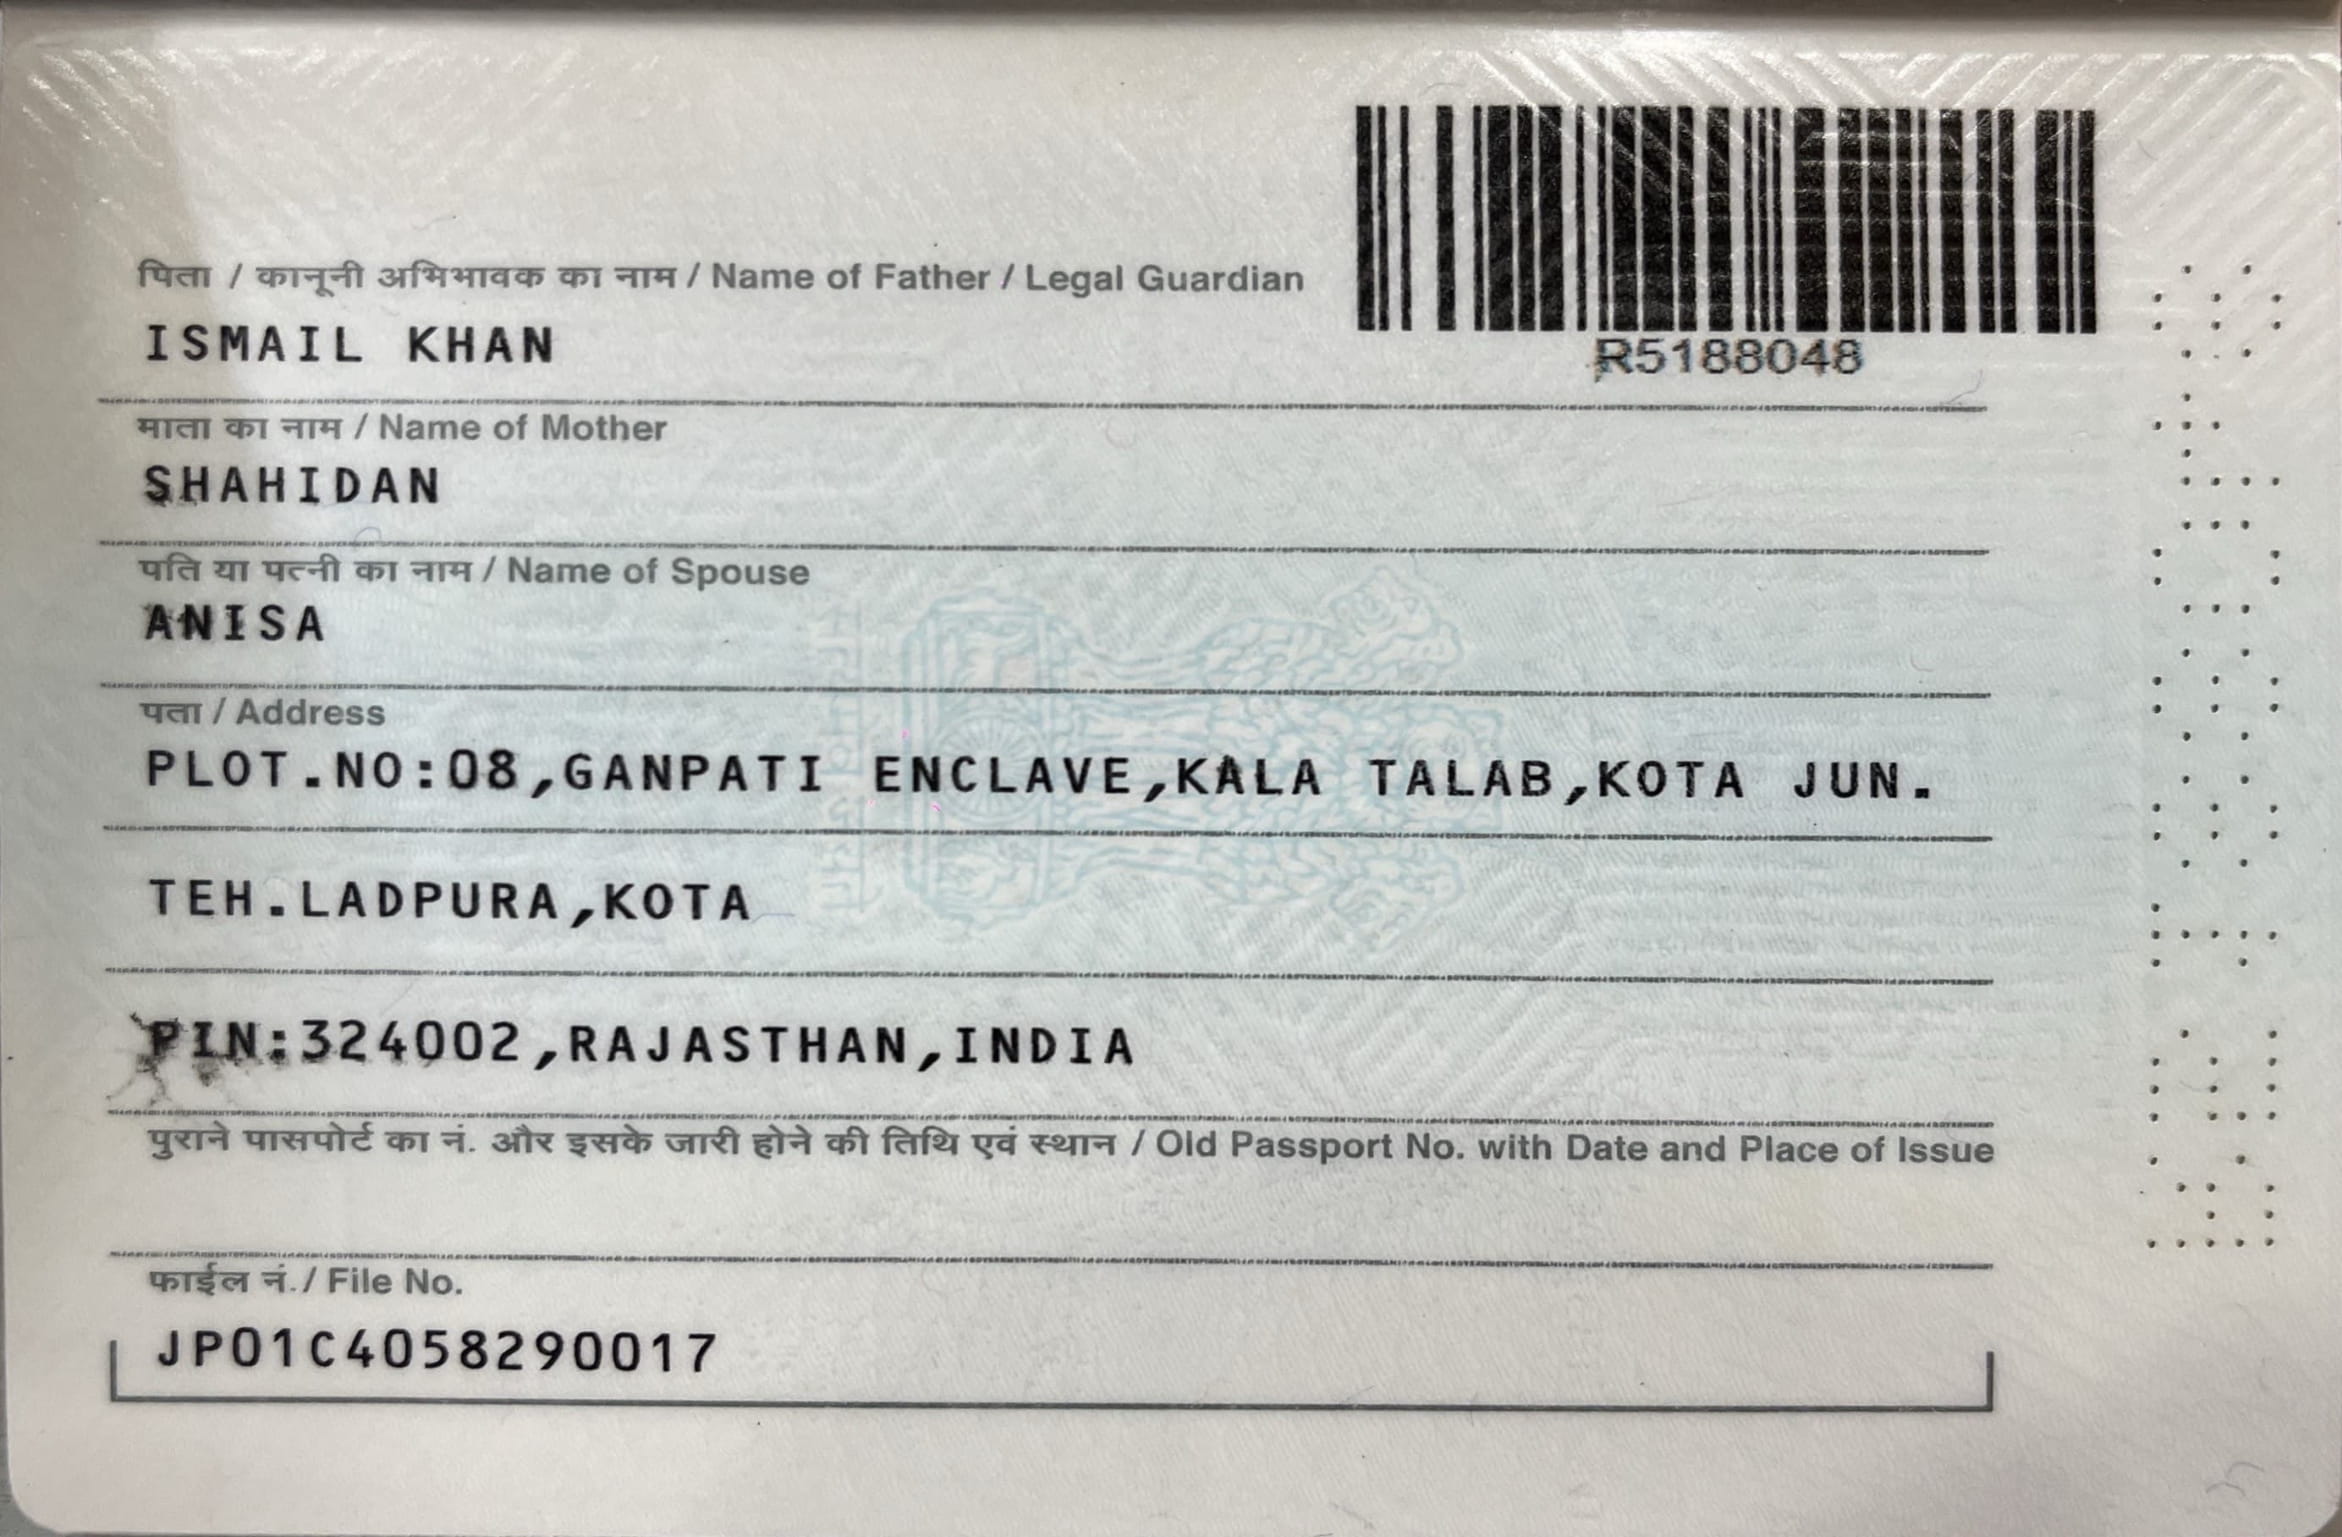 R5188048
पिता / कानूनी अभिभावक का नाम / Name of Father / Legal Guardian
ISMAIL KHAN
माता का नाम / Name of Mother
SHAHIDAN
पति या पत्नी का नाम / Name of Spouse
ANISA
पता / Address
PLOT.NO:08,GANPATI ENCLAVE,KALA TALAB,KOTA JUN.
TEH.LADPURA,KOTA
PIN:324002,RAJASTHAN,INDIA
पुराने पासपोर्ट का नं. और इसके जारी होने की तिथि एवं स्थान / Old Passport No. with Date and Place of Issue
फाईल नं./ File No.
JP01C4058290017